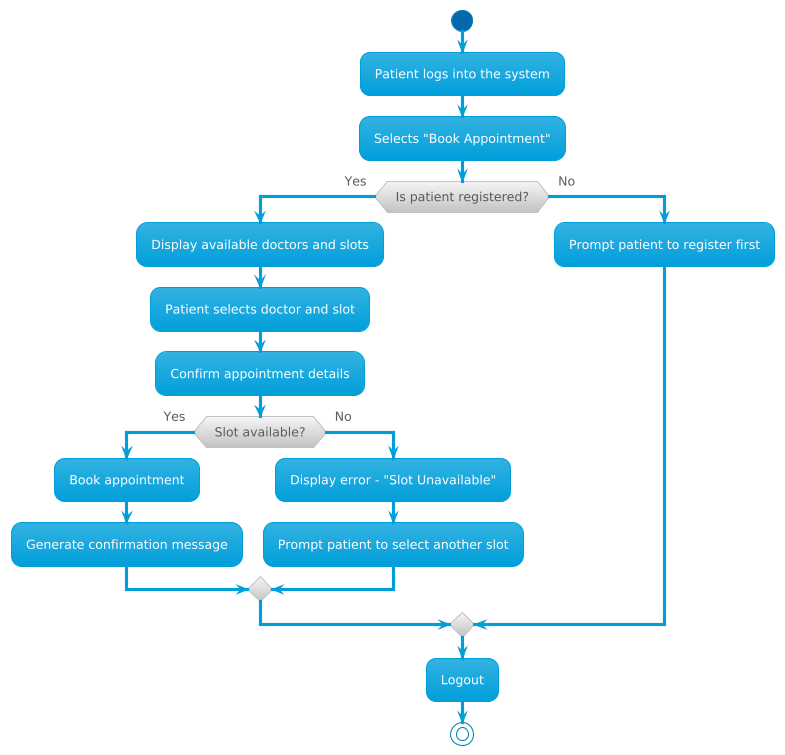 Patient logs into the system
Selects "Book Appointment"
Yes
Is patient registered?
No
Display available doctors and slots
Prompt patient to register first
Patient selects doctor and slot
Confirm appointment details
Yes
Slot available?
No
Book appointment
Display error - "Slot Unavailable"
Generate confirmation message
Prompt patient to select another slot
Logout